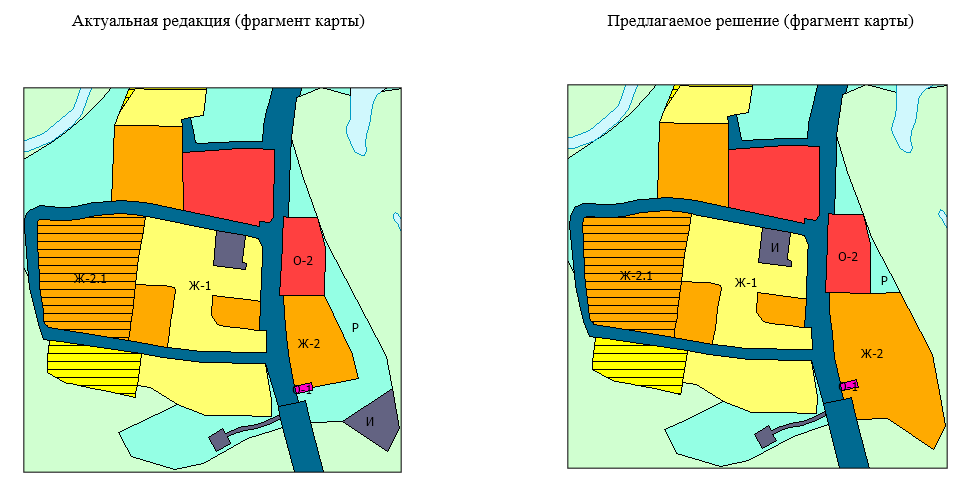 Актуальная редакция (фрагмент карты)
Предлагаемое решение (фрагмент карты)
О-2
Ж-2.1
Ж-1
Р
Ж-2
И
И
О-2
Ж-2.1
Ж-1
Р
Ж-2